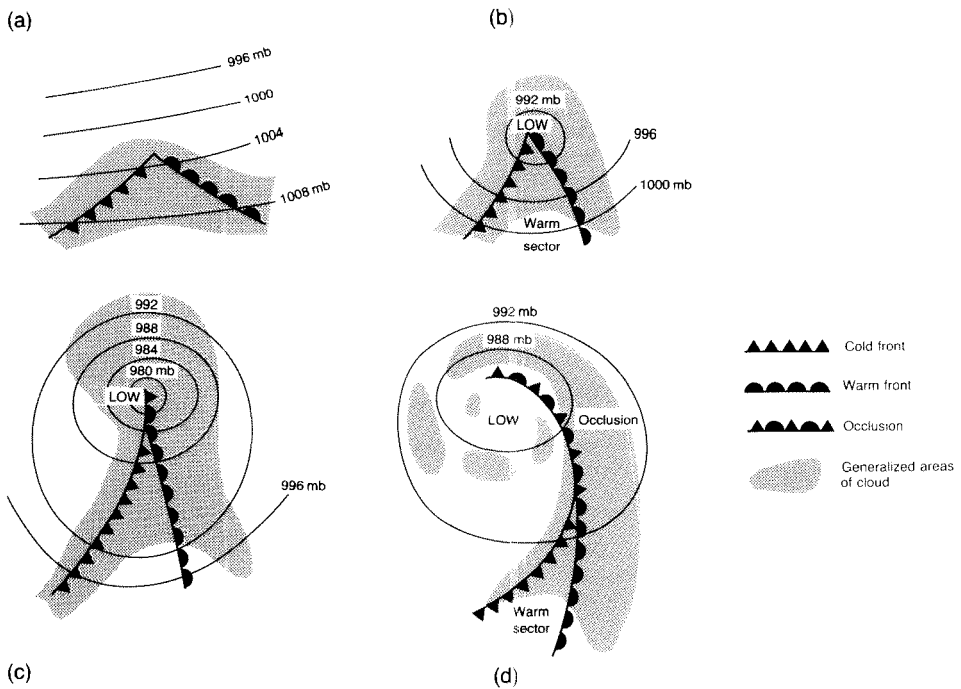 (a)
996 mb
1000
1004
1008 mb
(b)
992 mb
LOW
996
1000 mb
Warm
sector
992
988
984
980 mb
LOW
996 mb
(c)
992 mb
988 mb
LOW
Occlusion
Warm
sector
(d)
Cold front
Warm front
Occlusion
Generalized areas
of cloud